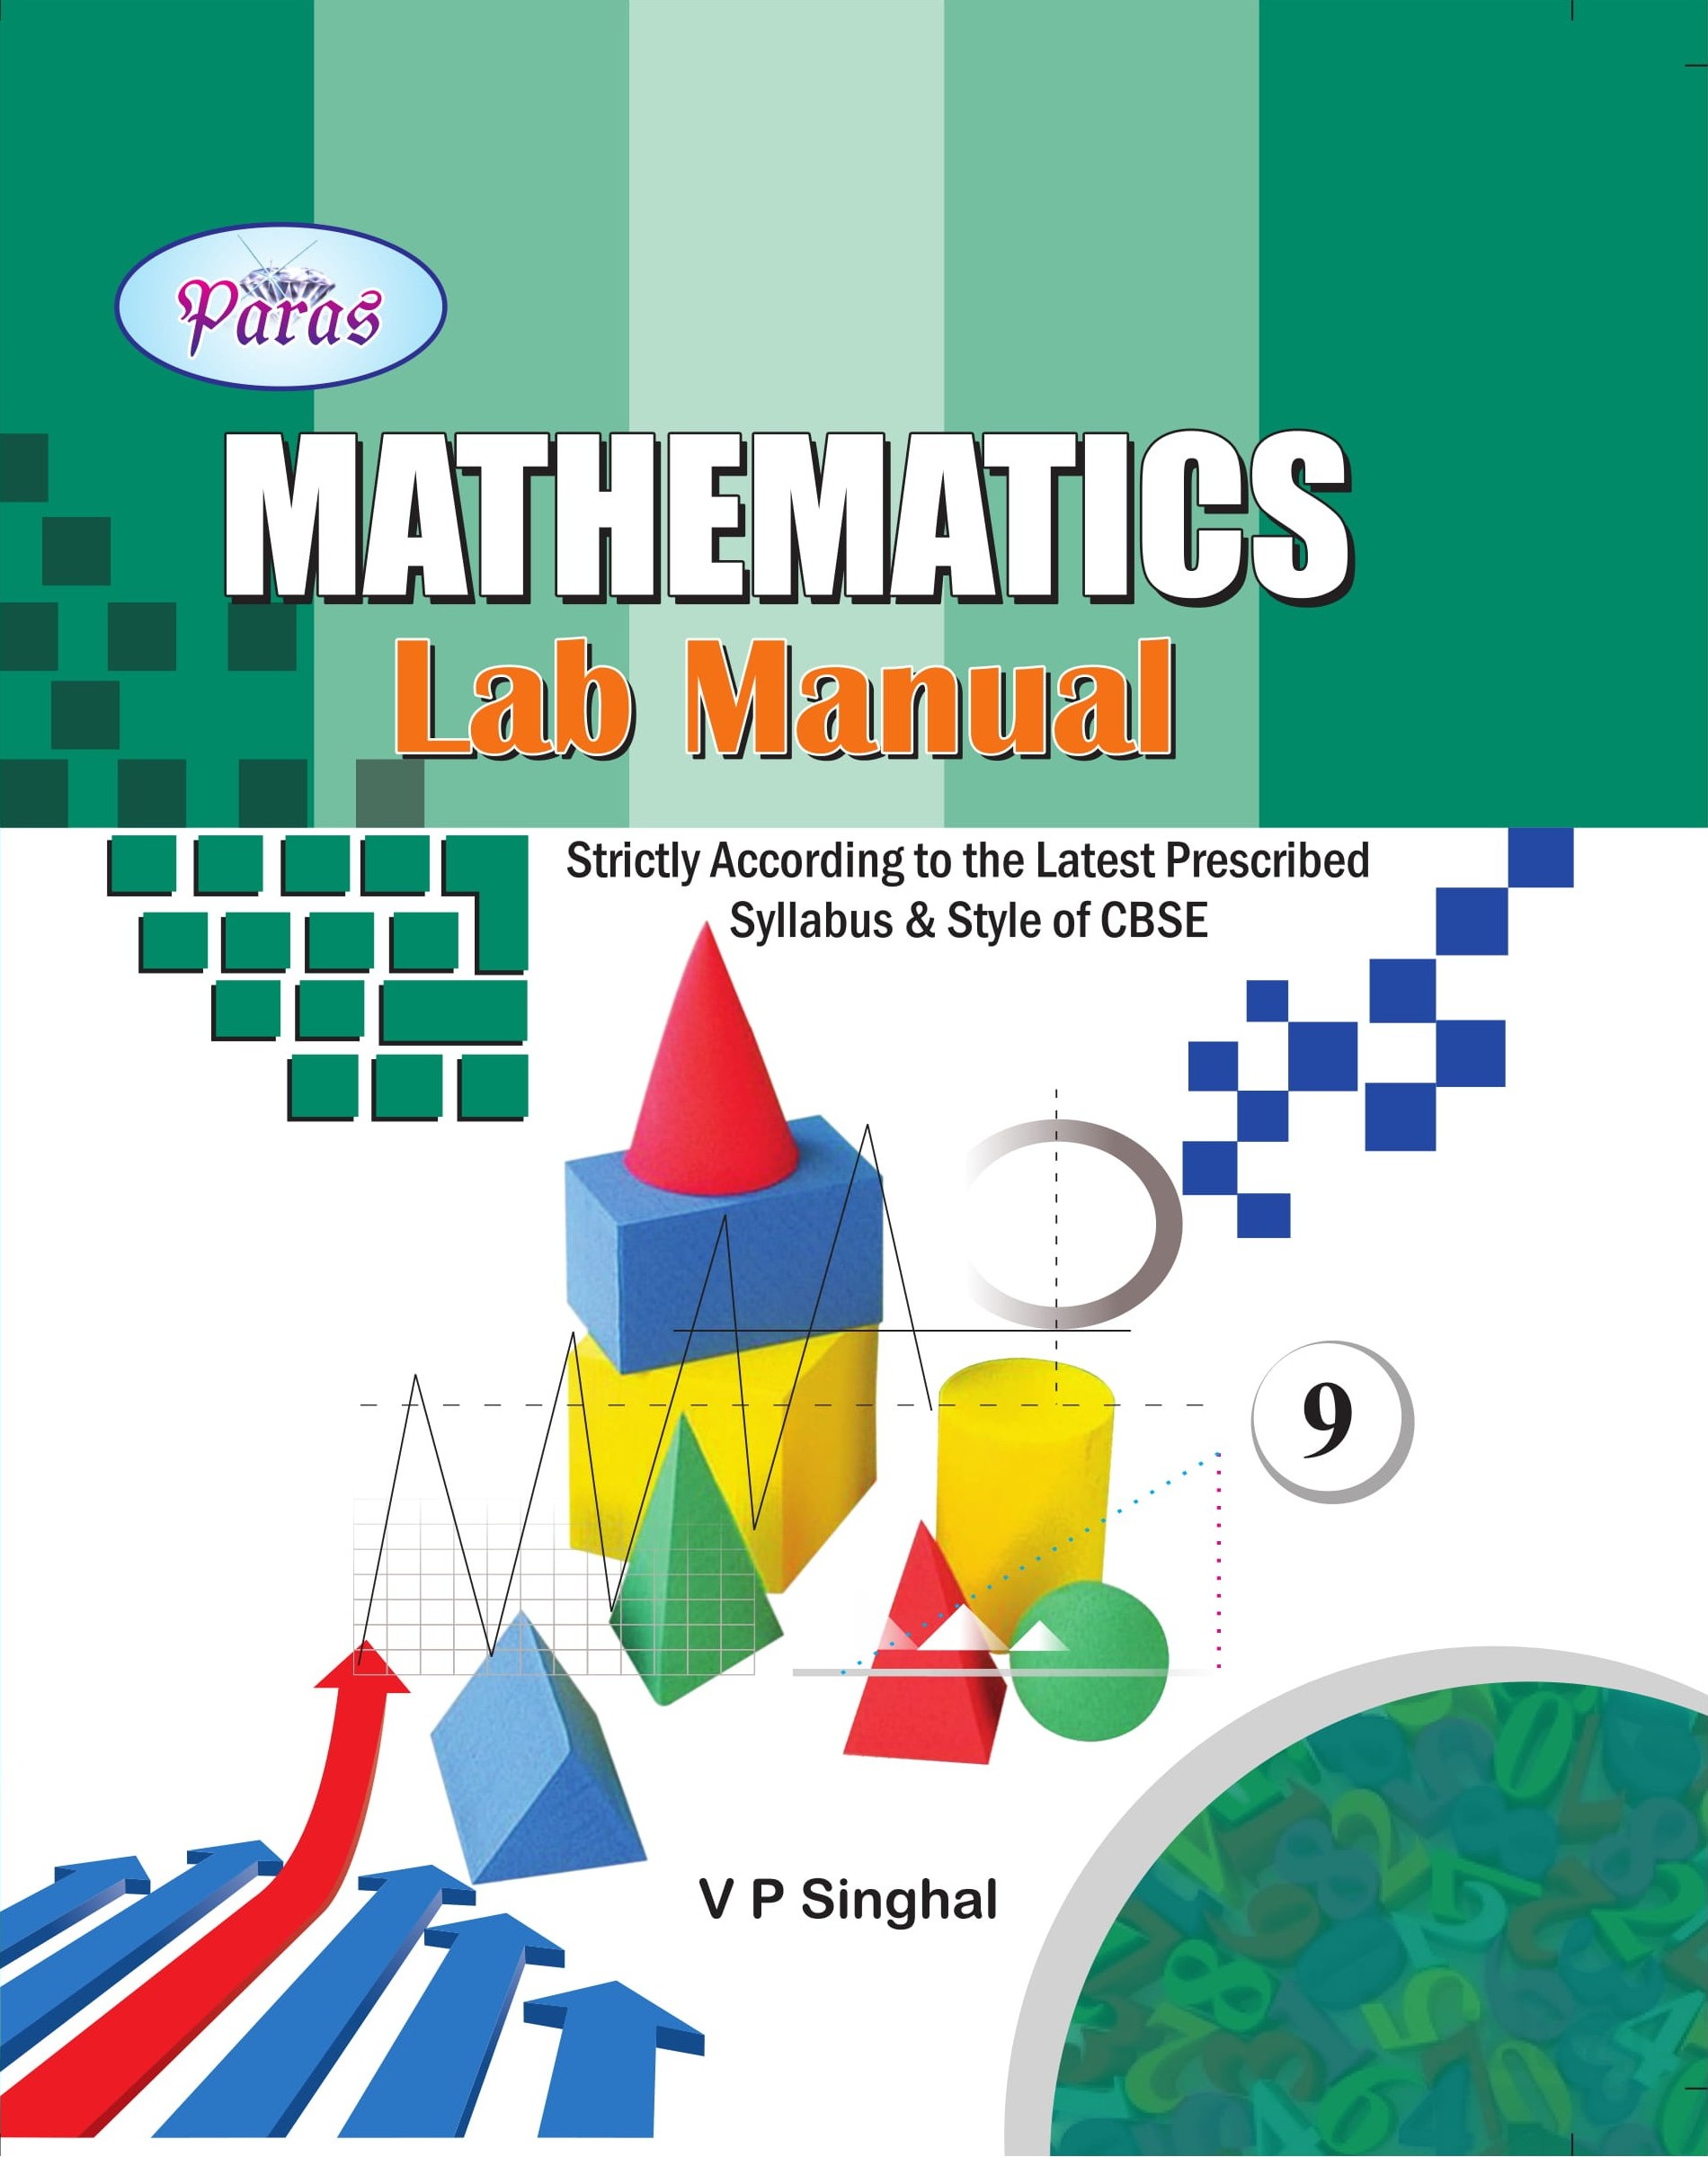 Paras
MATHEMATICS
Lab Manual
Strictly According to the Latest Prescribed
Syllabus & Style of CBSE
9
V P Singhal